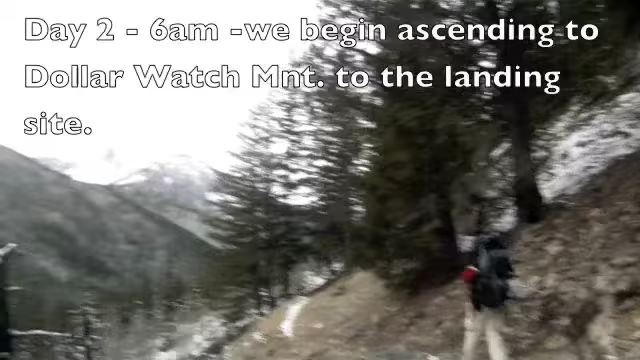 Day 2 - 6am -we begin ascending to
Dollar Watch Mnt. to the landing
site.